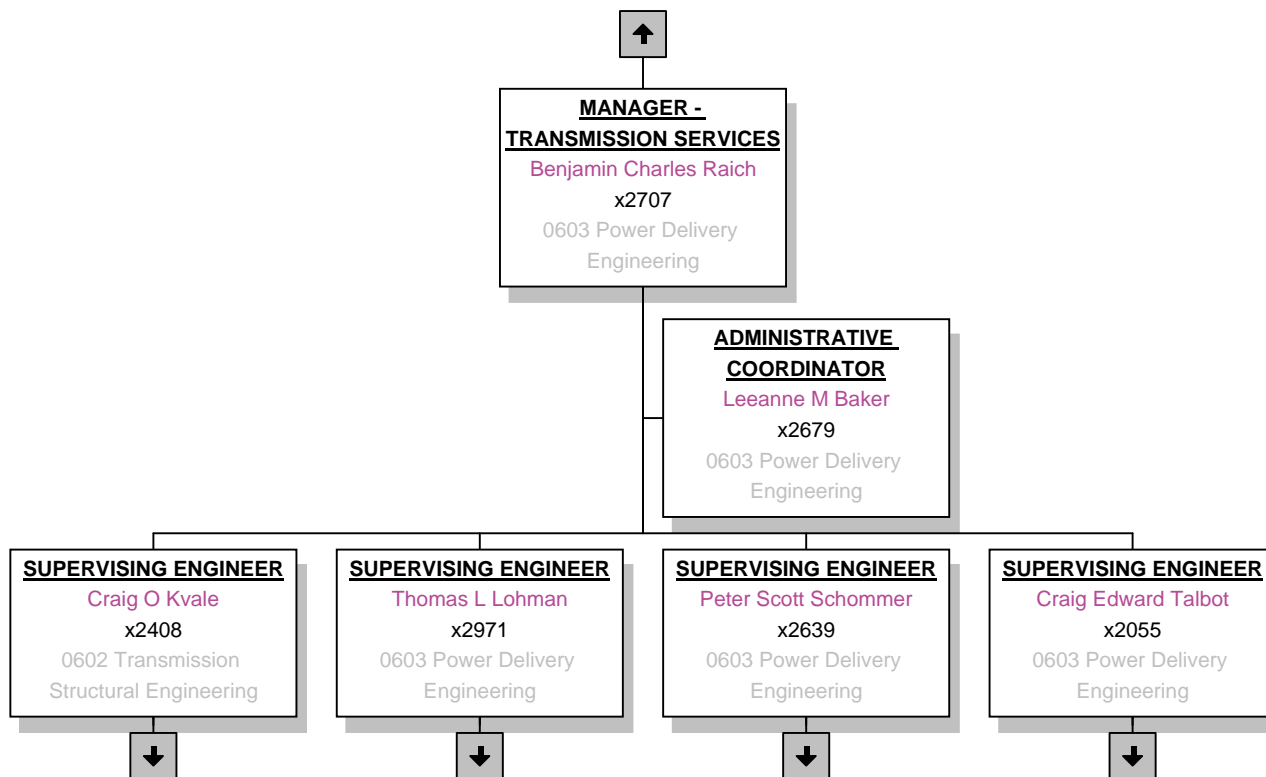 MANAGER -
TRANSMISSION SERVICES
Benjamin Charles Raich
x2707
0603 Power Delivery
Engineering
ADMINISTRATIVE
COORDINATOR
Leeanne M Baker
x2679
0603 Power Delivery
Engineering
SUPERVISING ENGINEER
Craig O Kvale
x2408
0602 Transmission
Structural Engineering
SUPERVISING ENGINEER
Thomas L Lohman
x2971
0603 Power Delivery
Engineering
SUPERVISING ENGINEER
Peter Scott Schommer
x2639
0603 Power Delivery
Engineering
SUPERVISING ENGINEER
Craig Edward Talbot
x2055
0603 Power Delivery
Engineering